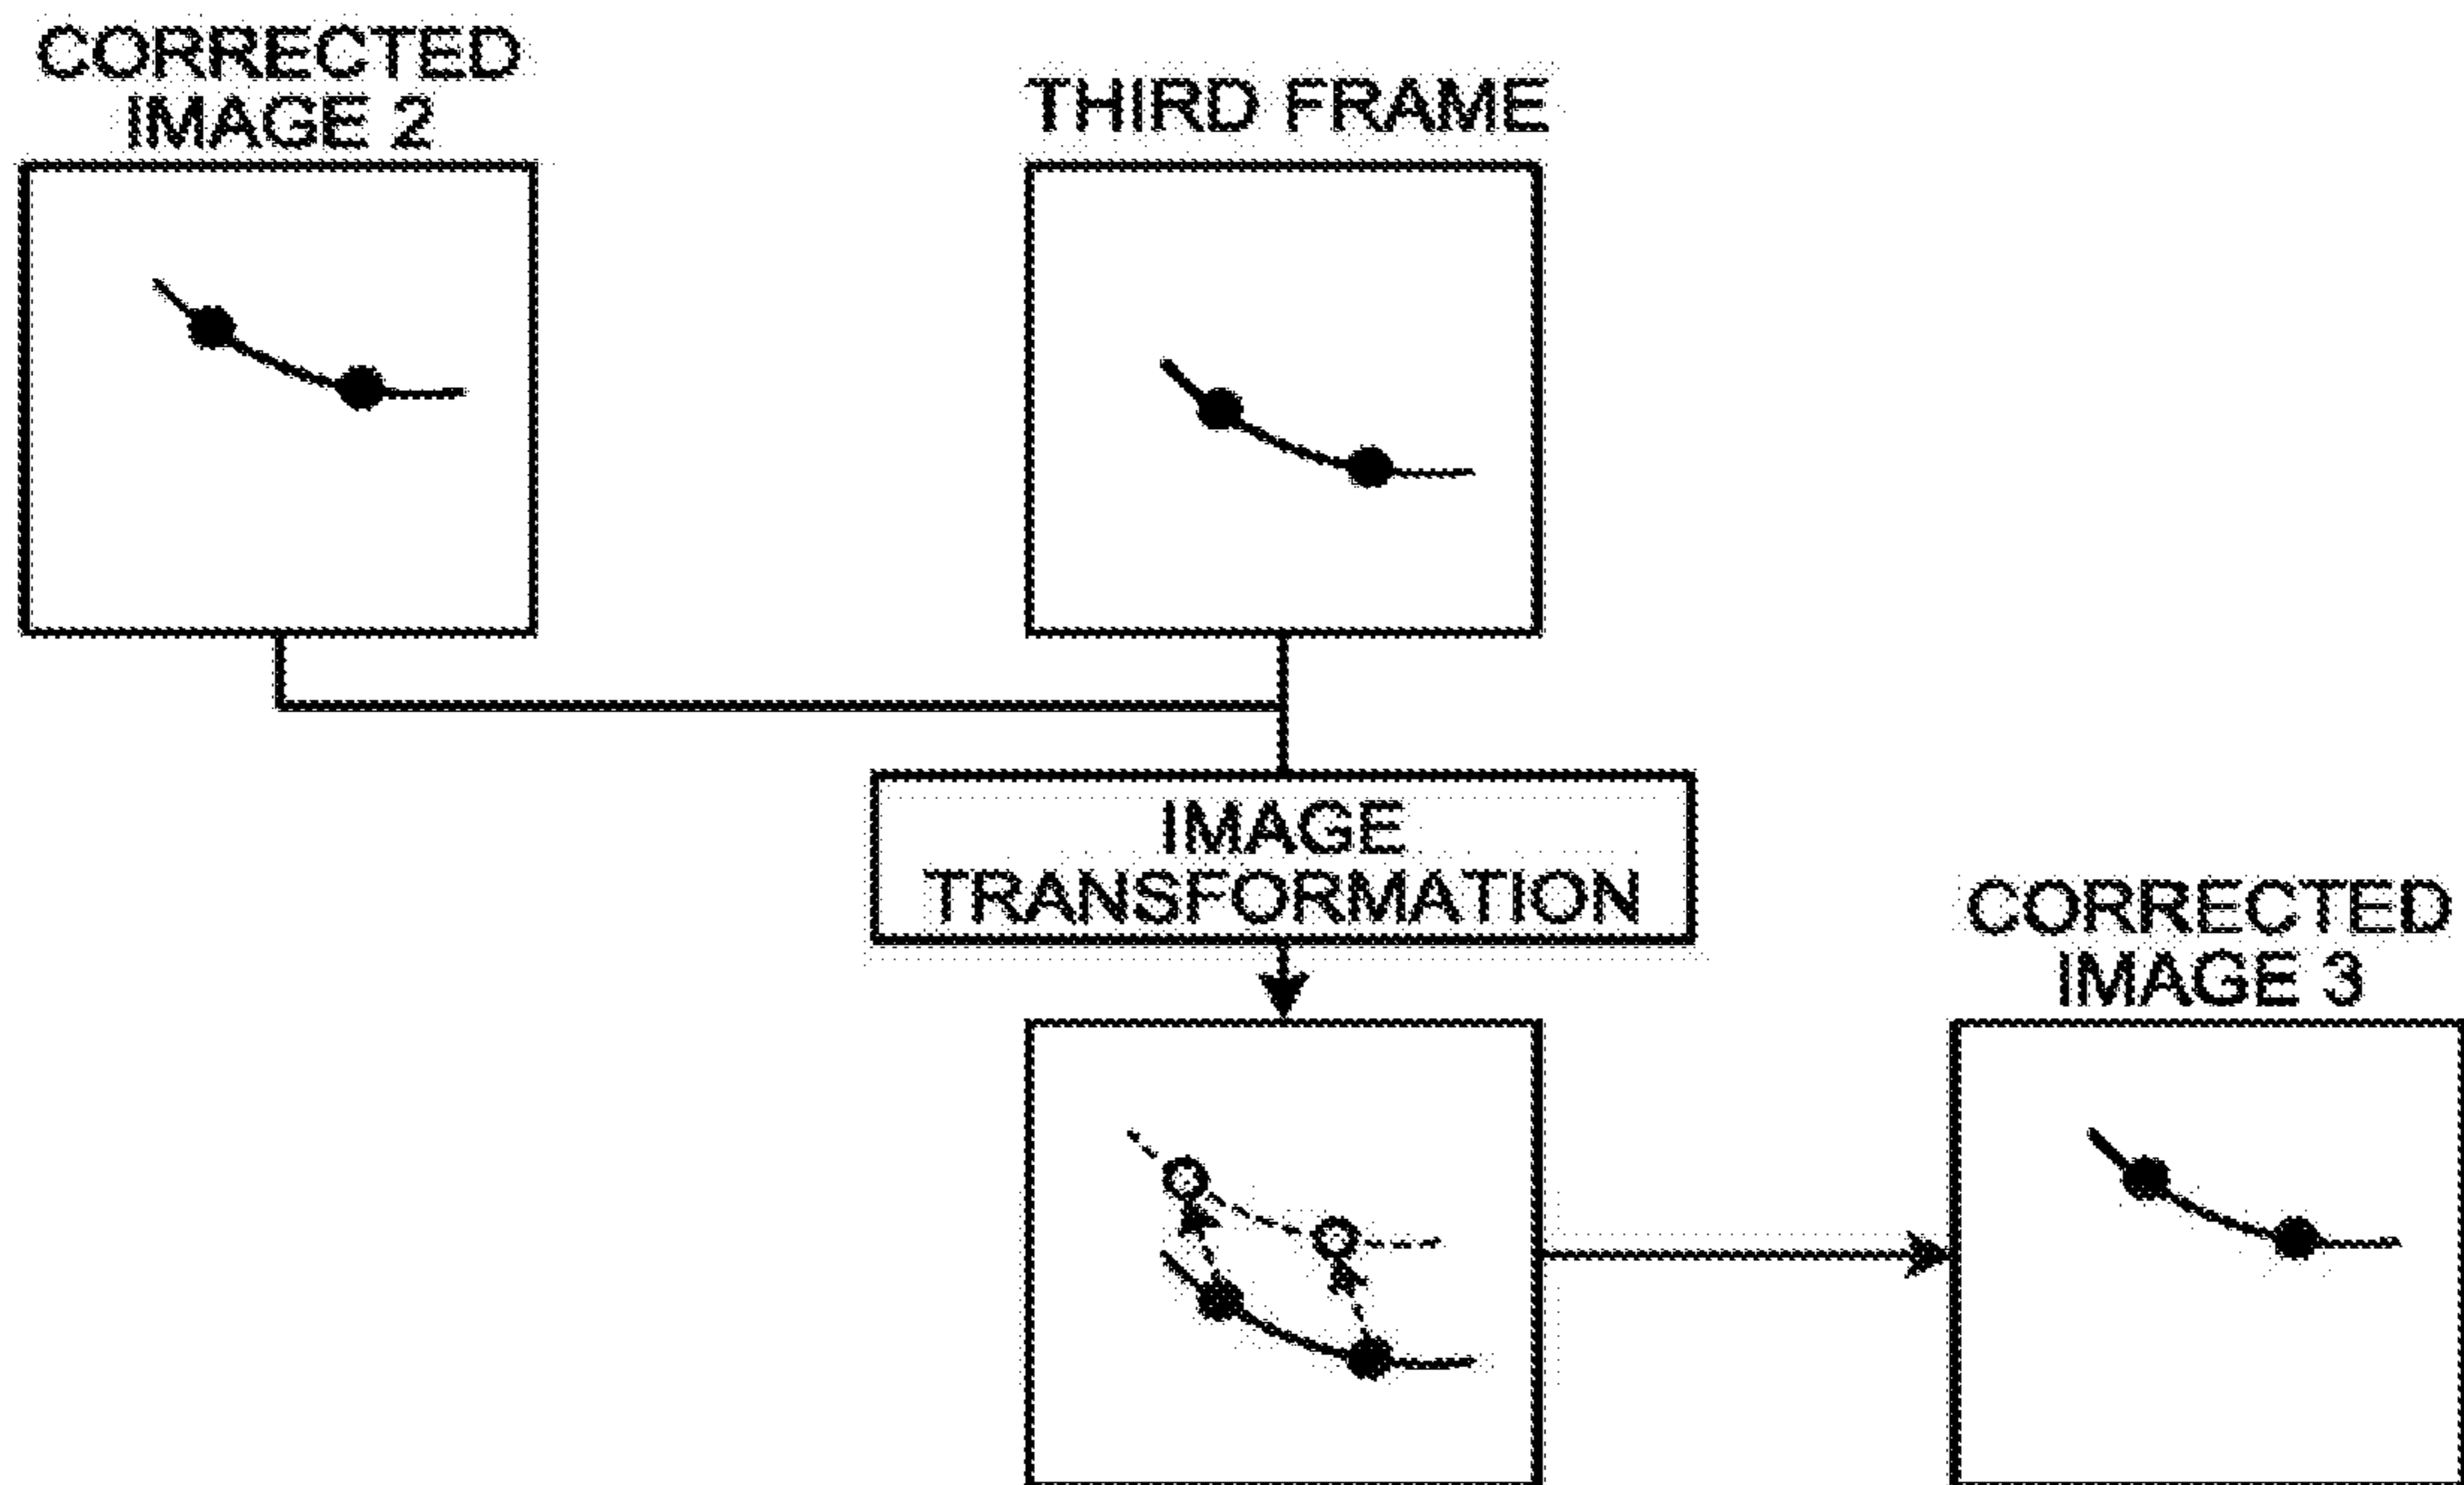 CORRECTED
IMAGE 2
THIRD FRAME
IMAGE
TRANSFORMATION
CORRECTED
IMAGE 3